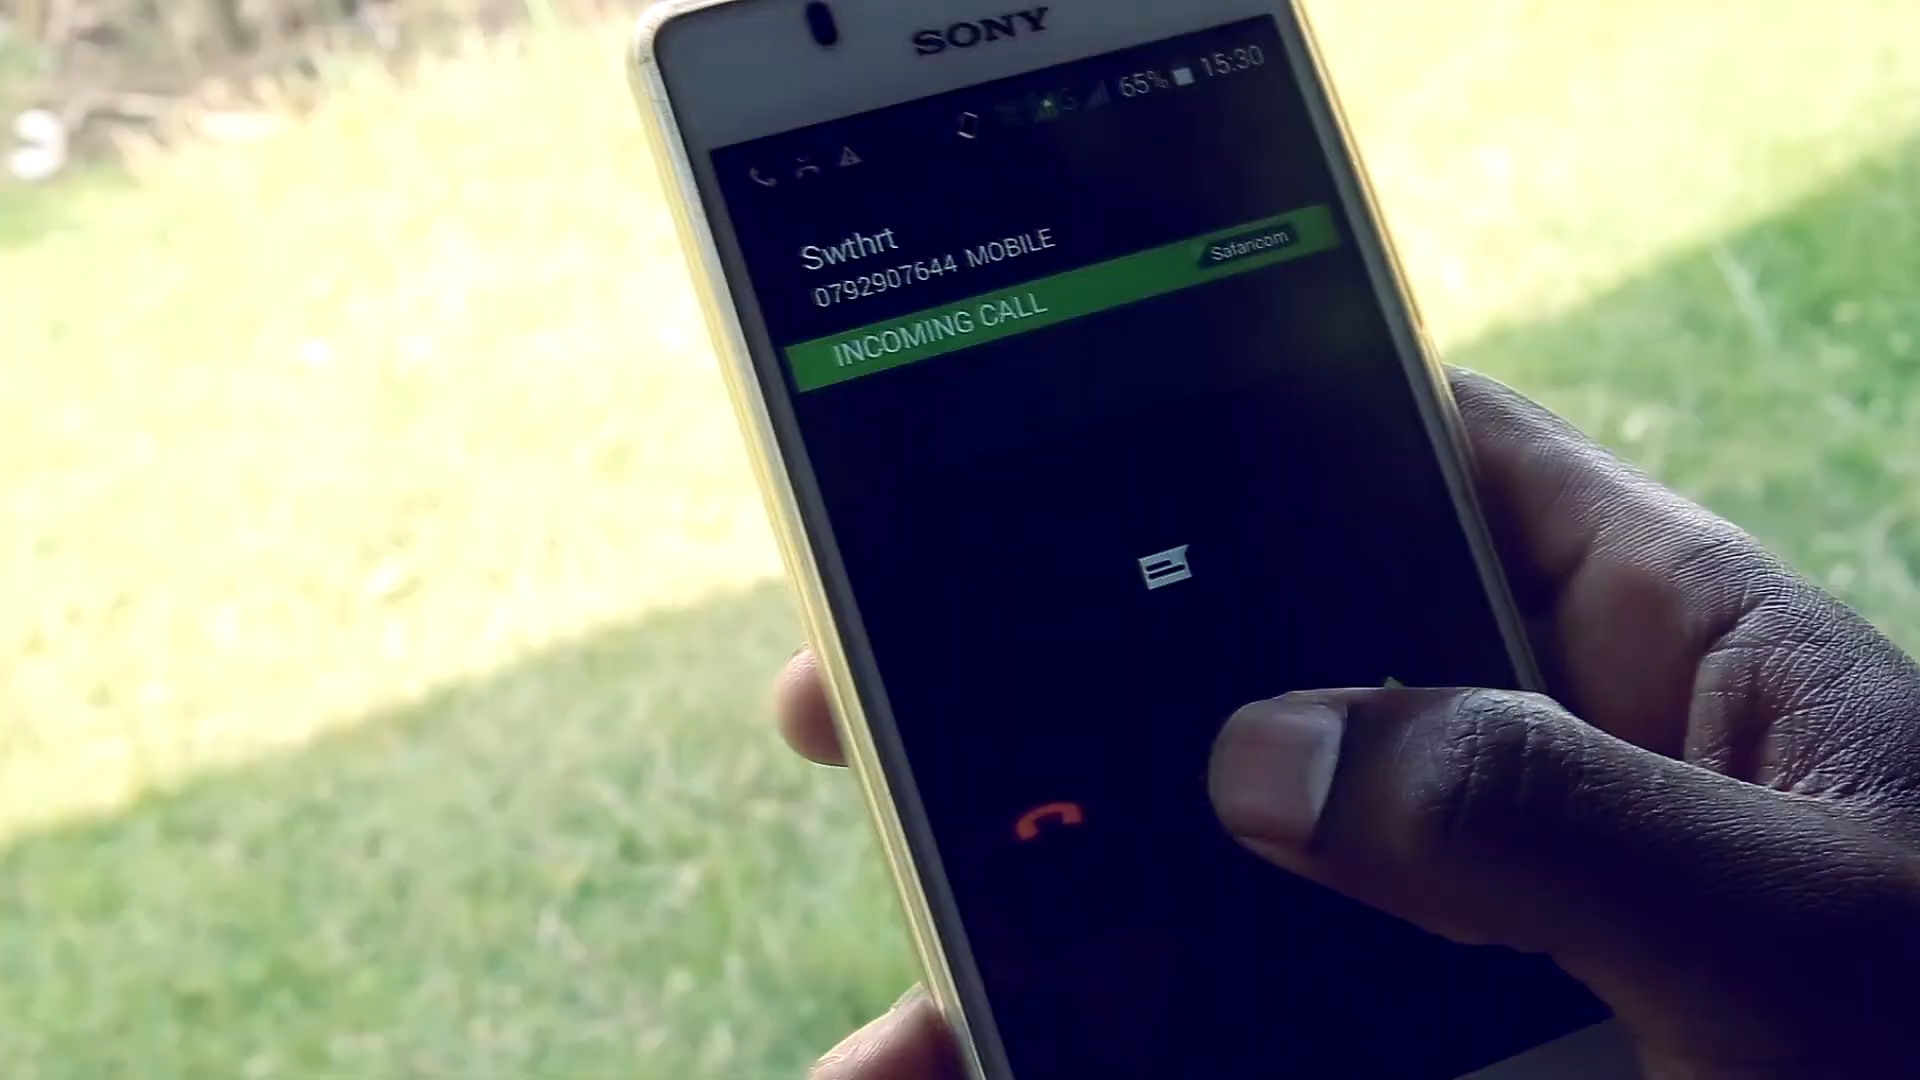 SONY
65% 15:30
Swthrt
0792907644 MOBILE
Safaricom
INCOMING CALL